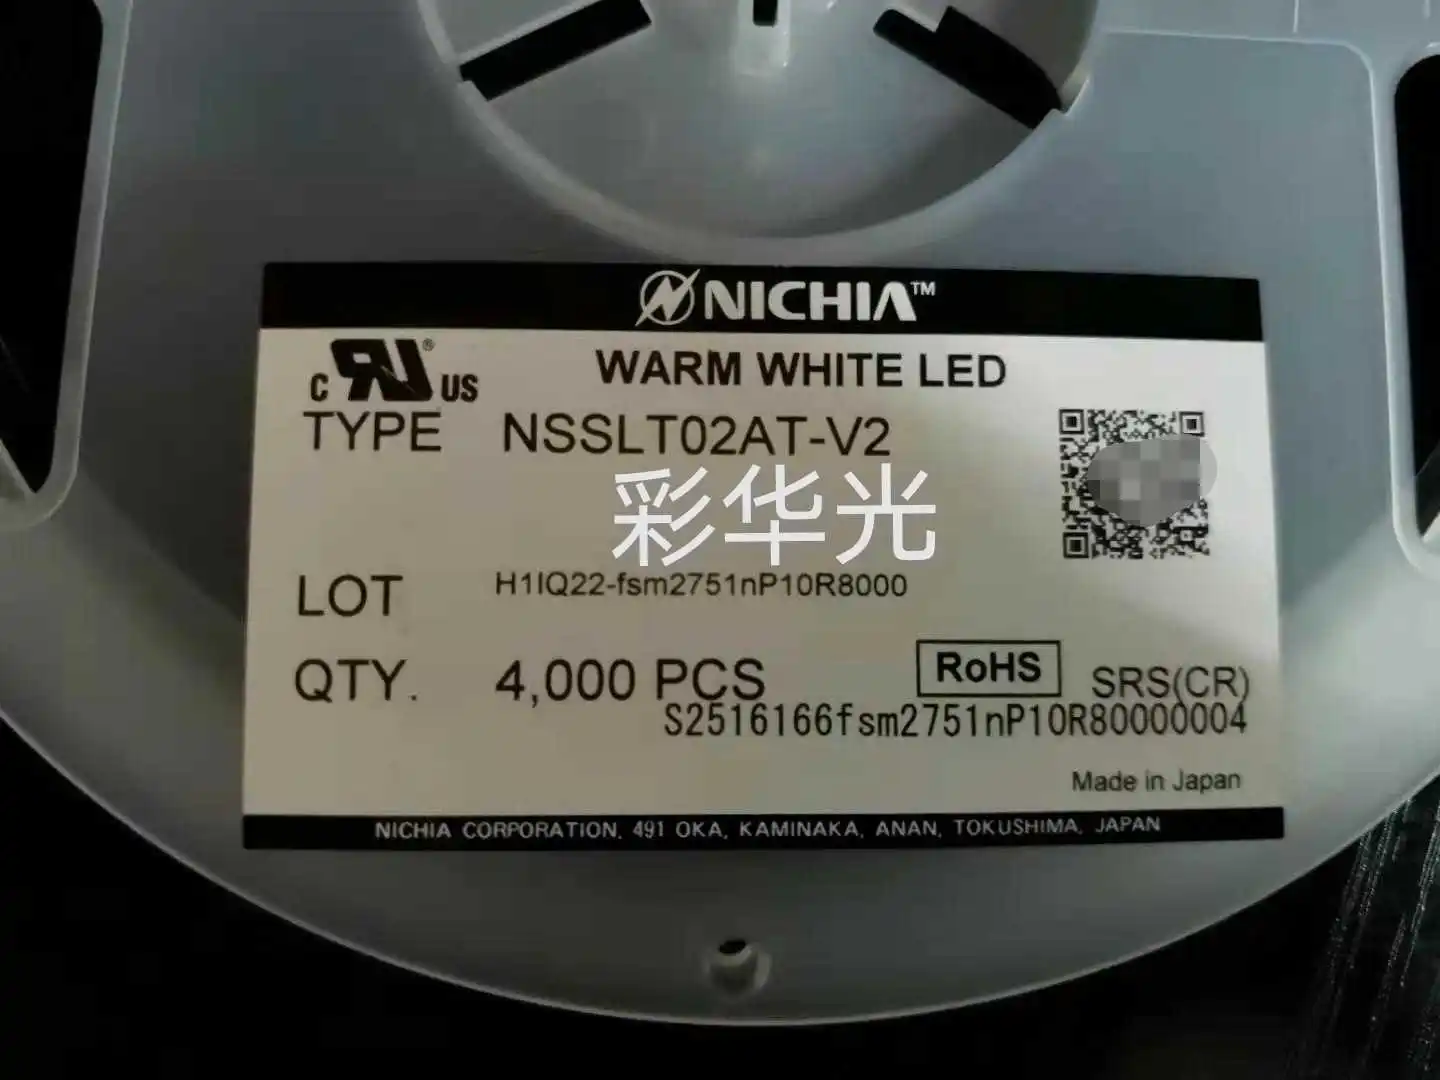 NICHIA™
C RU® US
WARM WHITE LED
TYPE NSSLT02AT-V2
彩华光
LOT H1IQ22-fsm2751nP10R8000
QTY. 4,000 PCS RoHS SRS(CR)
S2516166fsm2751nP10R80000004
Made in Japan
NICHIA CORPORATION, 491 OKA, KAMINAKA, ANAN, TOKUSHIMA, JAPAN